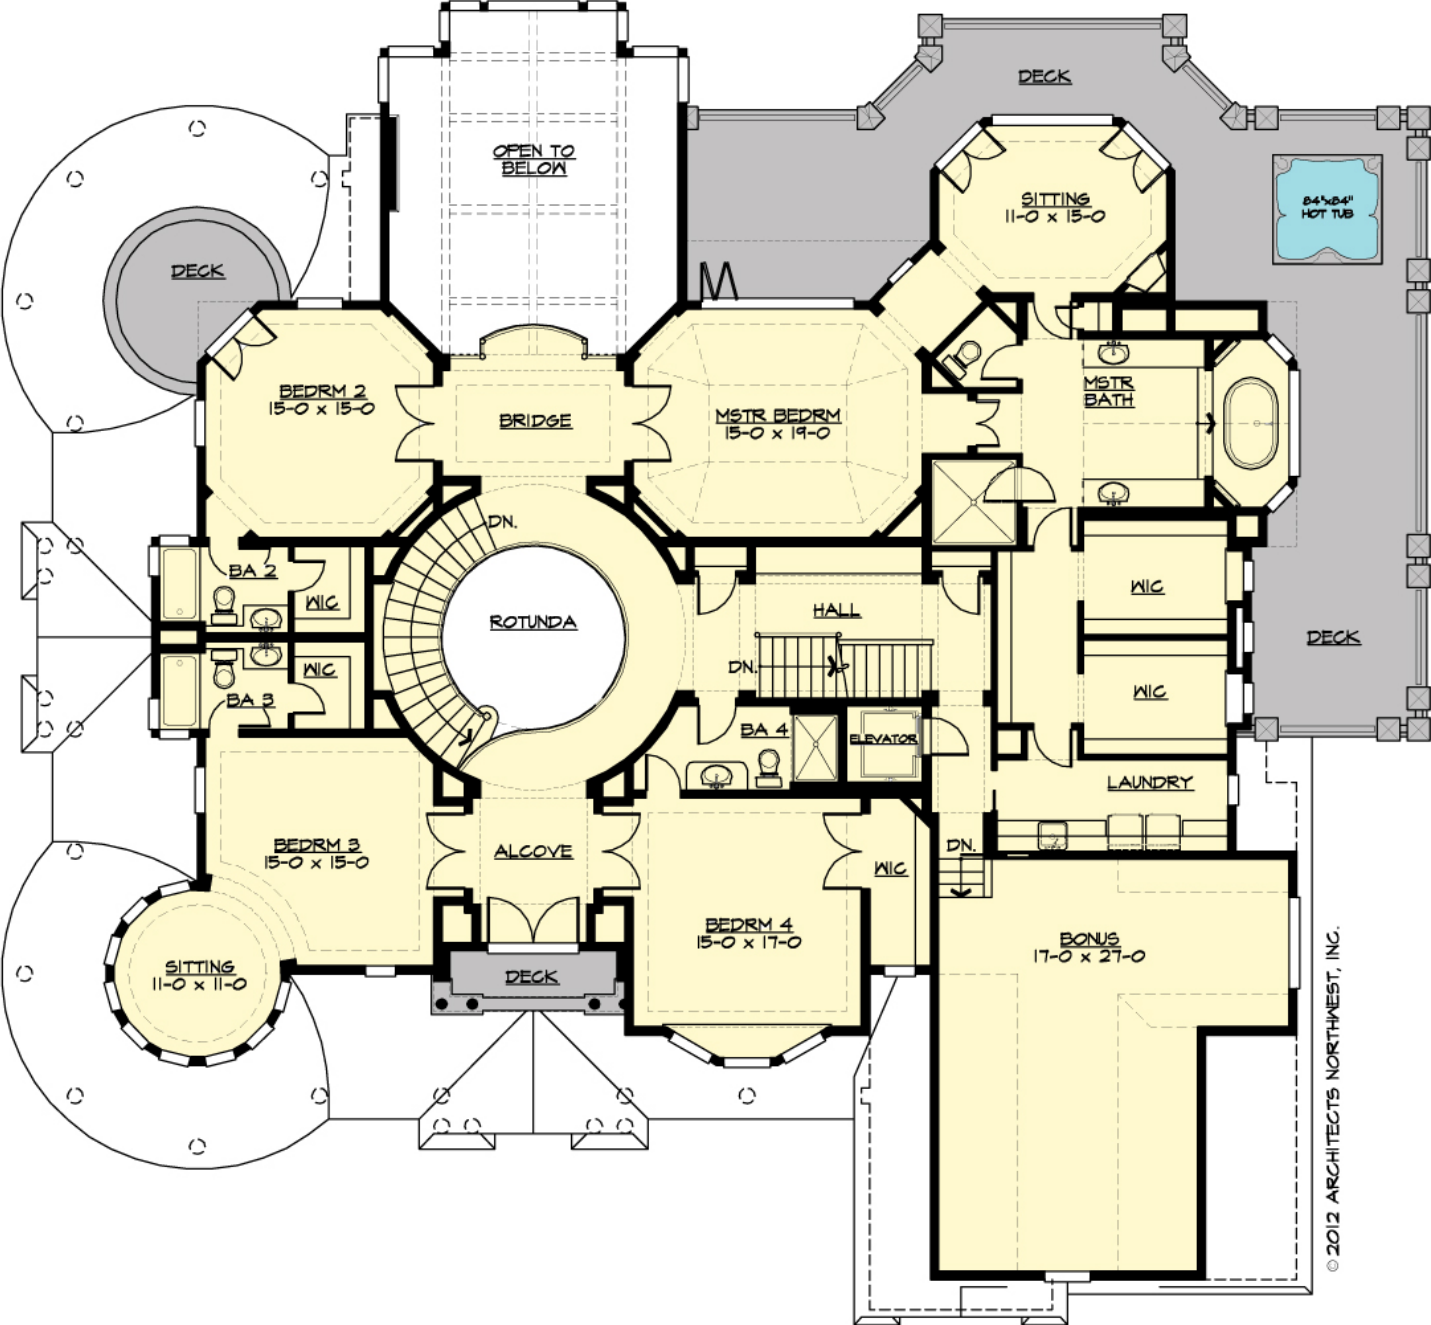 DECK
OPEN TO
BELOW
SITTING
11-0 x 15-0
84"x84"
HOT TUB
DECK
BEDRM 2
15-0 x 15-0
BRIDGE
MSTR BEDRM
15-0 x 19-0
MSTR
BATH
DN.
BA 2
WIC
ROTUNDA
HALL
WIC
DECK
DN.
WIC
BA 3
WIC
BA 4
ELEVATOR
LAUNDRY
BEDRM 3
15-0 x 15-0
ALCOVE
DN.
WIC
BEDRM 4
15-0 x 17-0
BONUS
17-0 x 27-0
SITTING
11-0 x 11-0
DECK
© 2012 ARCHITECTS NORTHWEST, INC.